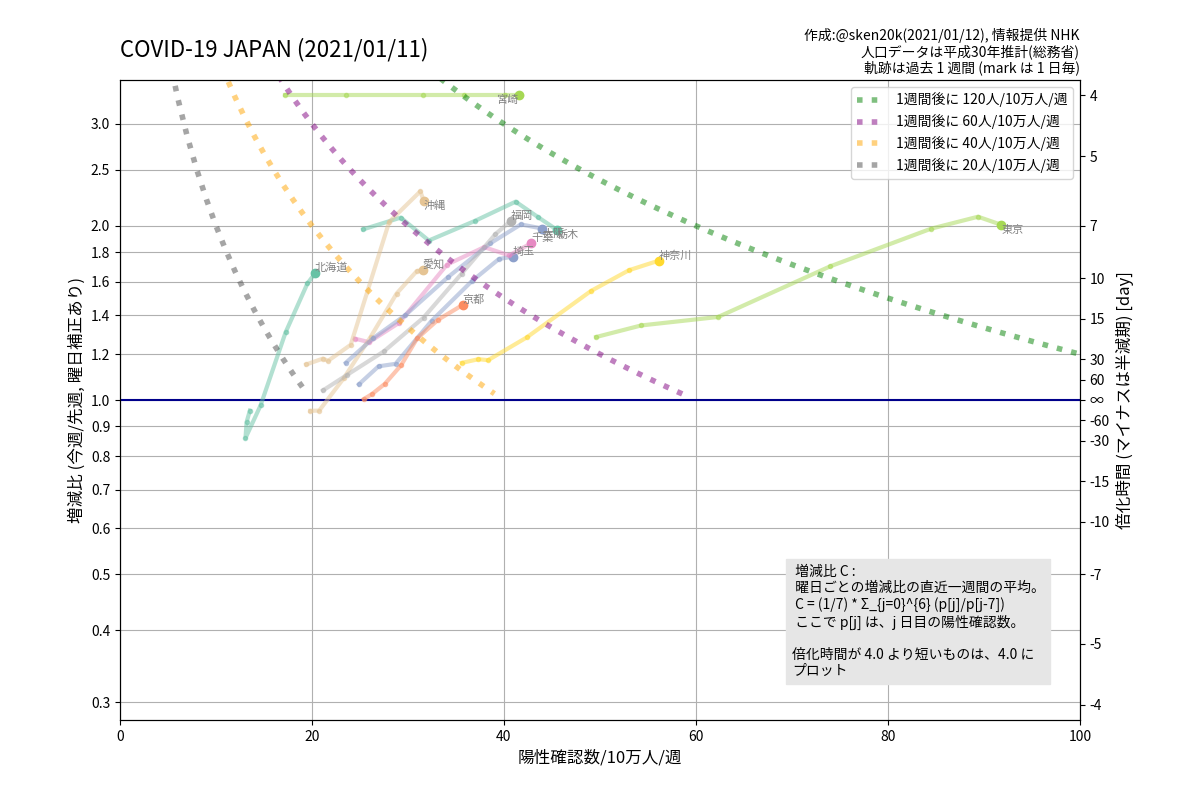 COVID-19 JAPAN (2021/01/11)
作成:@sken20k(2021/01/12), 情報提供 NHK
人口データは平成30年推計(総務省)
軌跡は過去 1 週間 (mark は 1 日毎)
1週間後に 120人/10万人/週
1週間後に 60人/10万人/週
1週間後に 40人/10万人/週
1週間後に 20人/10万人/週
宮崎
沖縄
福岡
千葉
栃木
埼玉
東京
神奈川
北海道
愛知
京都
増減比 (今週/先週, 曜日補正あり)
3.0
2.5
2.0
1.8
1.6
1.4
1.2
1.0
0.9
0.8
0.7
0.6
0.5
0.4
0.3
倍化時間 (マイナスは半減期) [day]
4
5
7
10
15
30
60
∞
-60
-30
-15
-10
-7
-5
-4
増減比 C :
曜日ごとの増減比の直近一週間の平均。
C = (1/7) * Σ_{j=0}^{6} (p[j]/p[j-7])
ここで p[j] は、j 日目の陽性確認数。
倍化時間が 4.0 より短いものは、4.0 に
プロット
0 20 40 60 80 100
陽性確認数/10万人/週